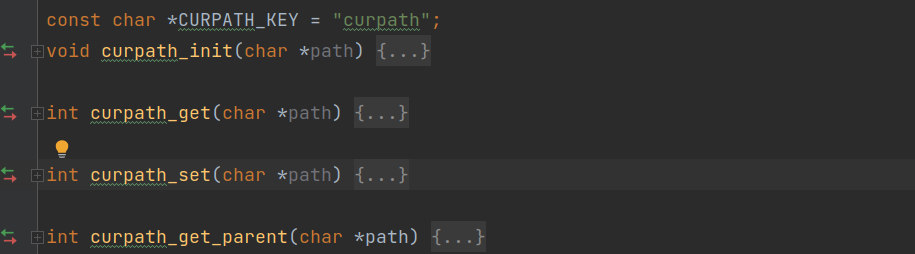 const char *CURPATH_KEY = "curpath";
void curpath_init(char *path) {...}
int curpath_get(char *path) {...}
int curpath_set(char *path) {...}
int curpath_get_parent(char *path) {...}